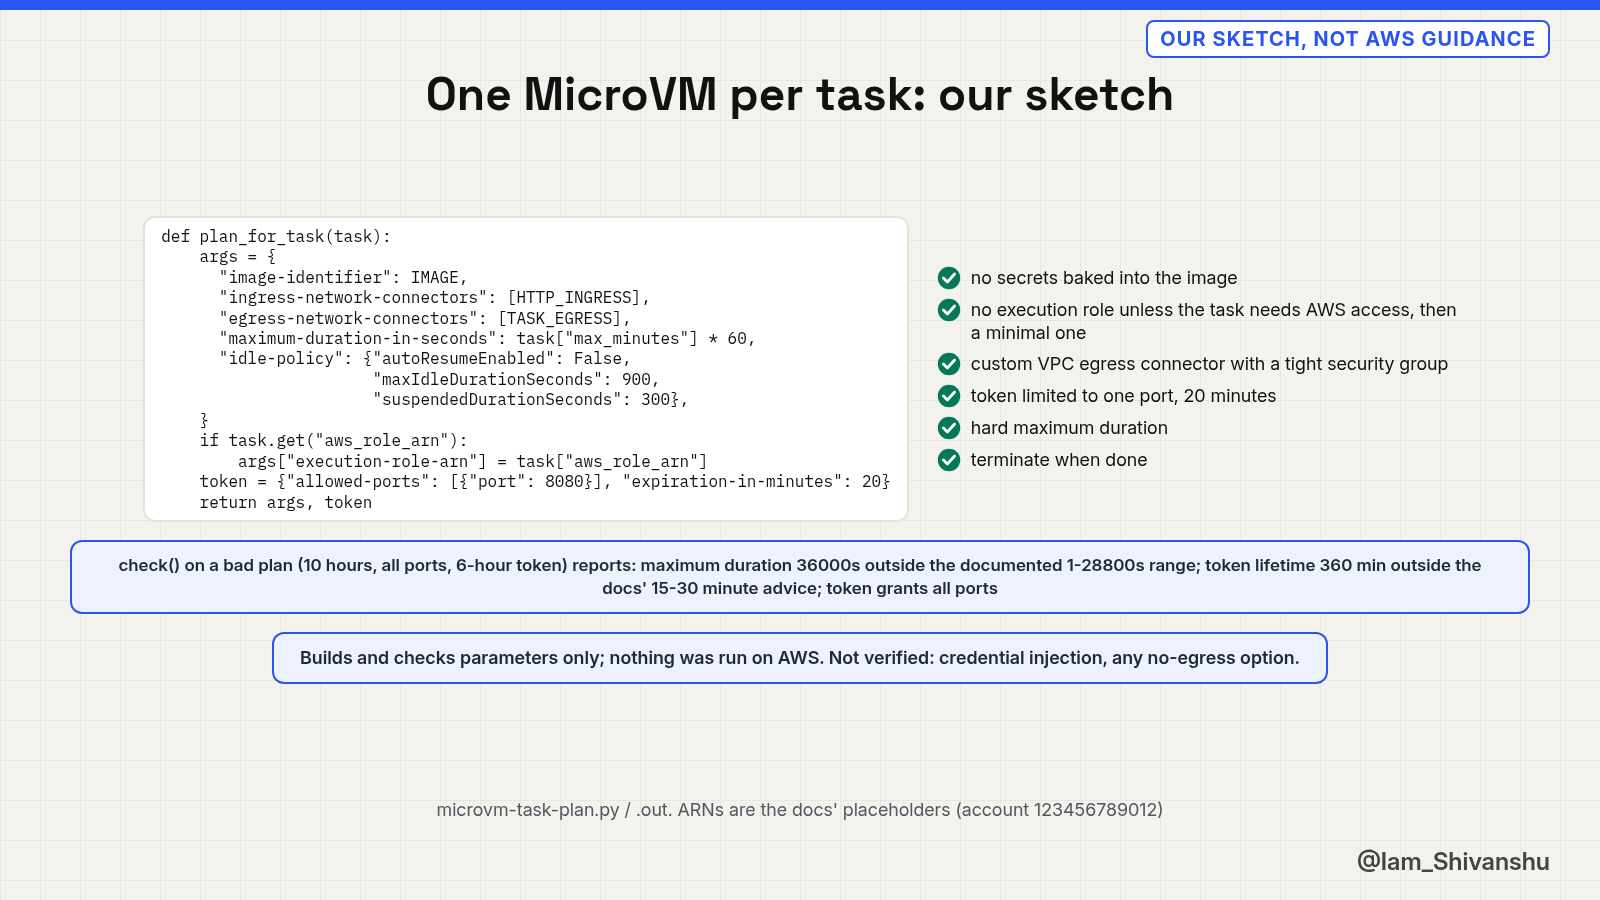 OUR SKETCH, NOT AWS GUIDANCE
One MicroVM per task: our sketch
def plan_for_task(task):
    args = {
      "image-identifier": IMAGE,
      "ingress-network-connectors": [HTTP_INGRESS],
      "egress-network-connectors": [TASK_EGRESS],
      "maximum-duration-in-seconds": task["max_minutes"] * 60,
      "idle-policy": {"autoResumeEnabled": False,
                      "maxIdleDurationSeconds": 900,
                      "suspendedDurationSeconds": 300},
    }
    if task.get("aws_role_arn"):
        args["execution-role-arn"] = task["aws_role_arn"]
    token = {"allowed-ports": [{"port": 8080}], "expiration-in-minutes": 20}
    return args, token
no secrets baked into the image
no execution role unless the task needs AWS access, then
a minimal one
custom VPC egress connector with a tight security group
token limited to one port, 20 minutes
hard maximum duration
terminate when done
check() on a bad plan (10 hours, all ports, 6-hour token) reports: maximum duration 36000s outside the documented 1-28800s range; token lifetime 360 min outside the
docs' 15-30 minute advice; token grants all ports
Builds and checks parameters only; nothing was run on AWS. Not verified: credential injection, any no-egress option.
microvm-task-plan.py / .out. ARNs are the docs' placeholders (account 123456789012)
@Iam_Shivanshu